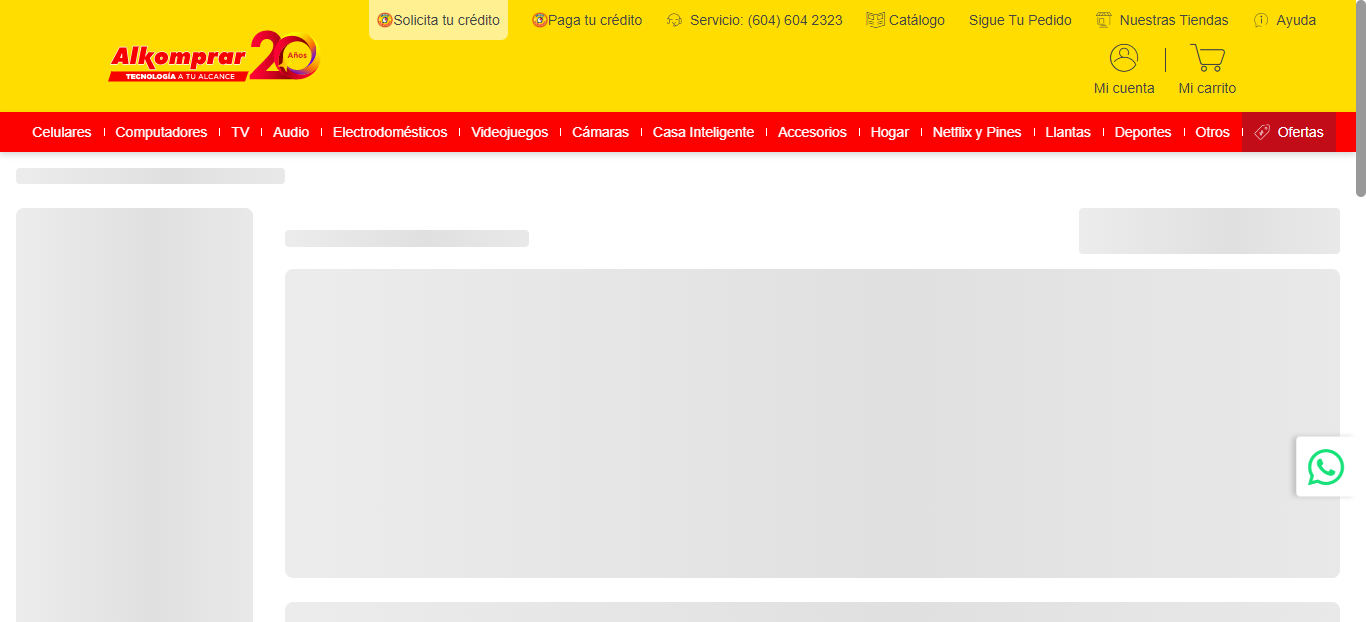 Solicita tu crédito
Paga tu crédito
Servicio: (604) 604 2323
Catálogo
Sigue Tu Pedido
Nuestras Tiendas
Ayuda
Alkomprar 20 Años
TECNOLOGÍA A TU ALCANCE
Mi cuenta
Mi carrito
Celulares
Computadores
TV
Audio
Electrodomésticos
Videojuegos
Cámaras
Casa Inteligente
Accesorios
Hogar
Netflix y Pines
Llantas
Deportes
Otros
Ofertas